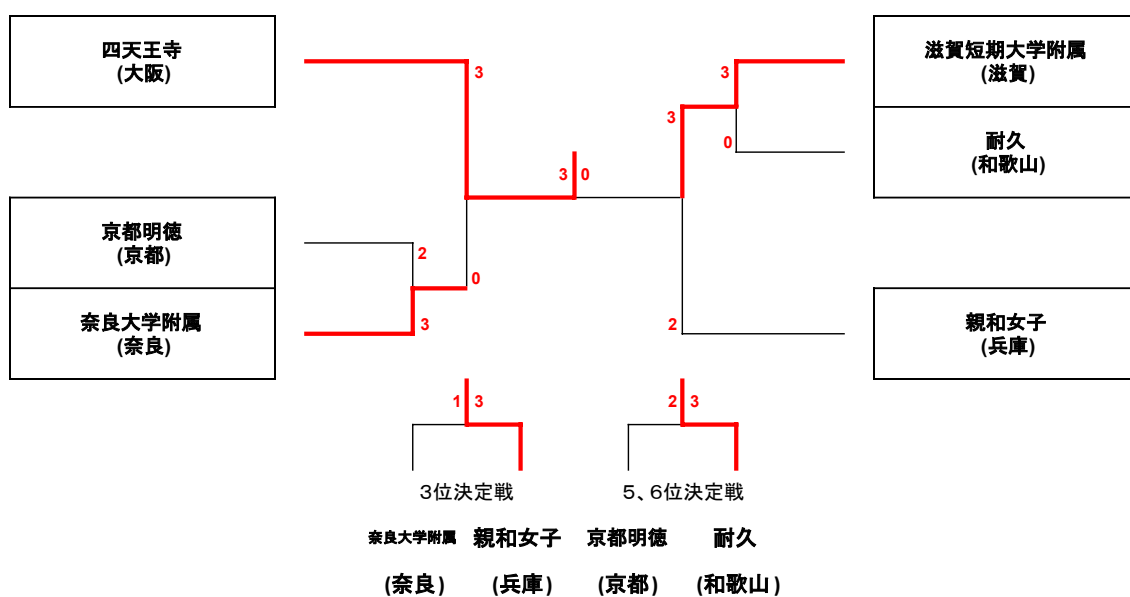 四天王寺
(大阪)
滋賀短期大学附属
(滋賀)
3
3
3
耐久
(和歌山)
0
3 0
京都明徳
(京都)
2
0
奈良大学附属
(奈良)
3
2
親和女子
(兵庫)
1 3
2 3
3位決定戦
5、6位決定戦
奈良大学附属 親和女子 京都明徳 耐久
(奈良) (兵庫) (京都) (和歌山)